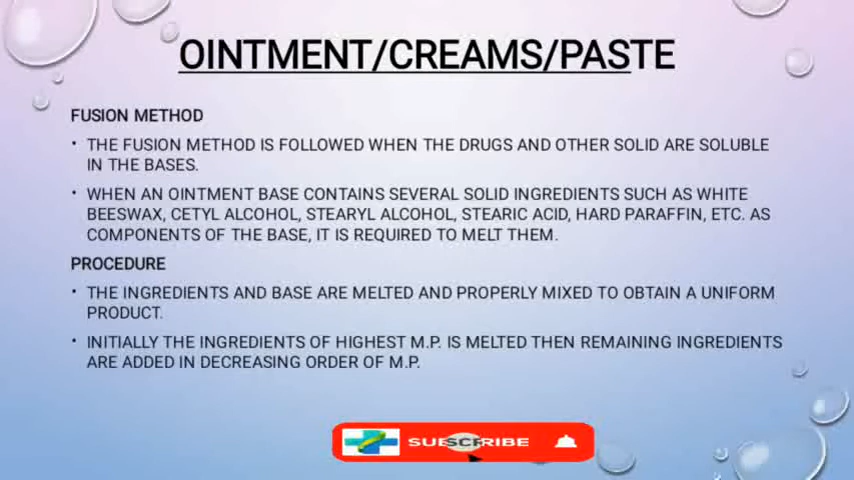 OINTMENT/CREAMS/PASTE
FUSION METHOD
• THE FUSION METHOD IS FOLLOWED WHEN THE DRUGS AND OTHER SOLID ARE SOLUBLE
IN THE BASES.
• WHEN AN OINTMENT BASE CONTAINS SEVERAL SOLID INGREDIENTS SUCH AS WHITE
BEESWAX, CETYL ALCOHOL, STEARYL ALCOHOL, STEARIC ACID, HARD PARAFFIN, ETC. AS
COMPONENTS OF THE BASE, IT IS REQUIRED TO MELT THEM.
PROCEDURE
• THE INGREDIENTS AND BASE ARE MELTED AND PROPERLY MIXED TO OBTAIN A UNIFORM
PRODUCT.
• INITIALLY THE INGREDIENTS OF HIGHEST M.P. IS MELTED THEN REMAINING INGREDIENTS
ARE ADDED IN DECREASING ORDER OF M.P.
SUBSCRIBE